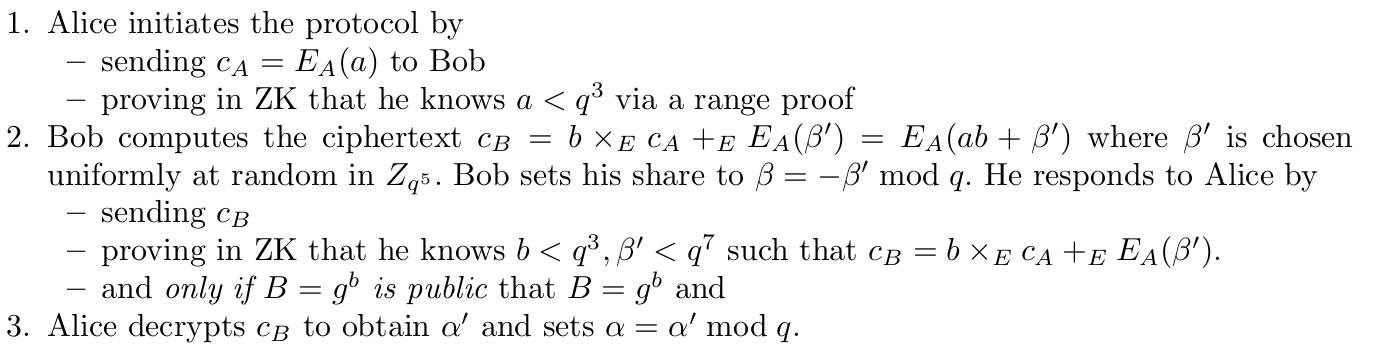 1. Alice initiates the protocol by
– sending c_A = E_A(a) to Bob
– proving in ZK that he knows a < q^3 via a range proof
2. Bob computes the ciphertext c_B = b ×_E c_A +_E E_A(β′) = E_A(ab + β′) where β′ is chosen
uniformly at random in Z_{q^5}. Bob sets his share to β = −β′ mod q. He responds to Alice by
– sending c_B
– proving in ZK that he knows b < q^3, β′ < q^7 such that c_B = b ×_E c_A +_E E_A(β′).
– and only if B = g^b is public that B = g^b and
3. Alice decrypts c_B to obtain α′ and sets α = α′ mod q.